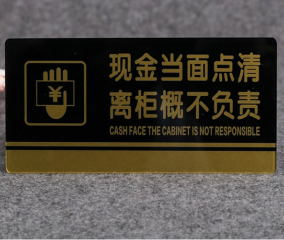 ¥
现金当面点清
离柜概不负责
CASH FACE THE CABINET IS NOT RESPONSIBLE